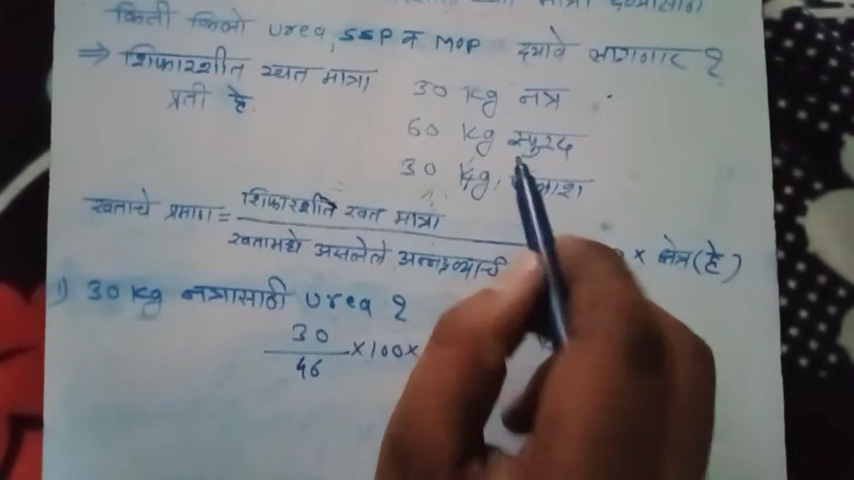 मात्रा देण्यासाठी
किती किलो Urea, SSP व MOP द्यावे लागणार ?
⇒ शिफारशीत खत मात्रा 30 kg नत्र
प्रती हे. 60 kg स्फुरद
30 kg,
खताचे प्रमाण = शिफारशीत खत मात्रा
खतामध्ये असलेले अन्नद्रव्याची × क्षेत्र (हे)
1) 30 kg नत्रासाठी Urea ?
30
46 ×100×